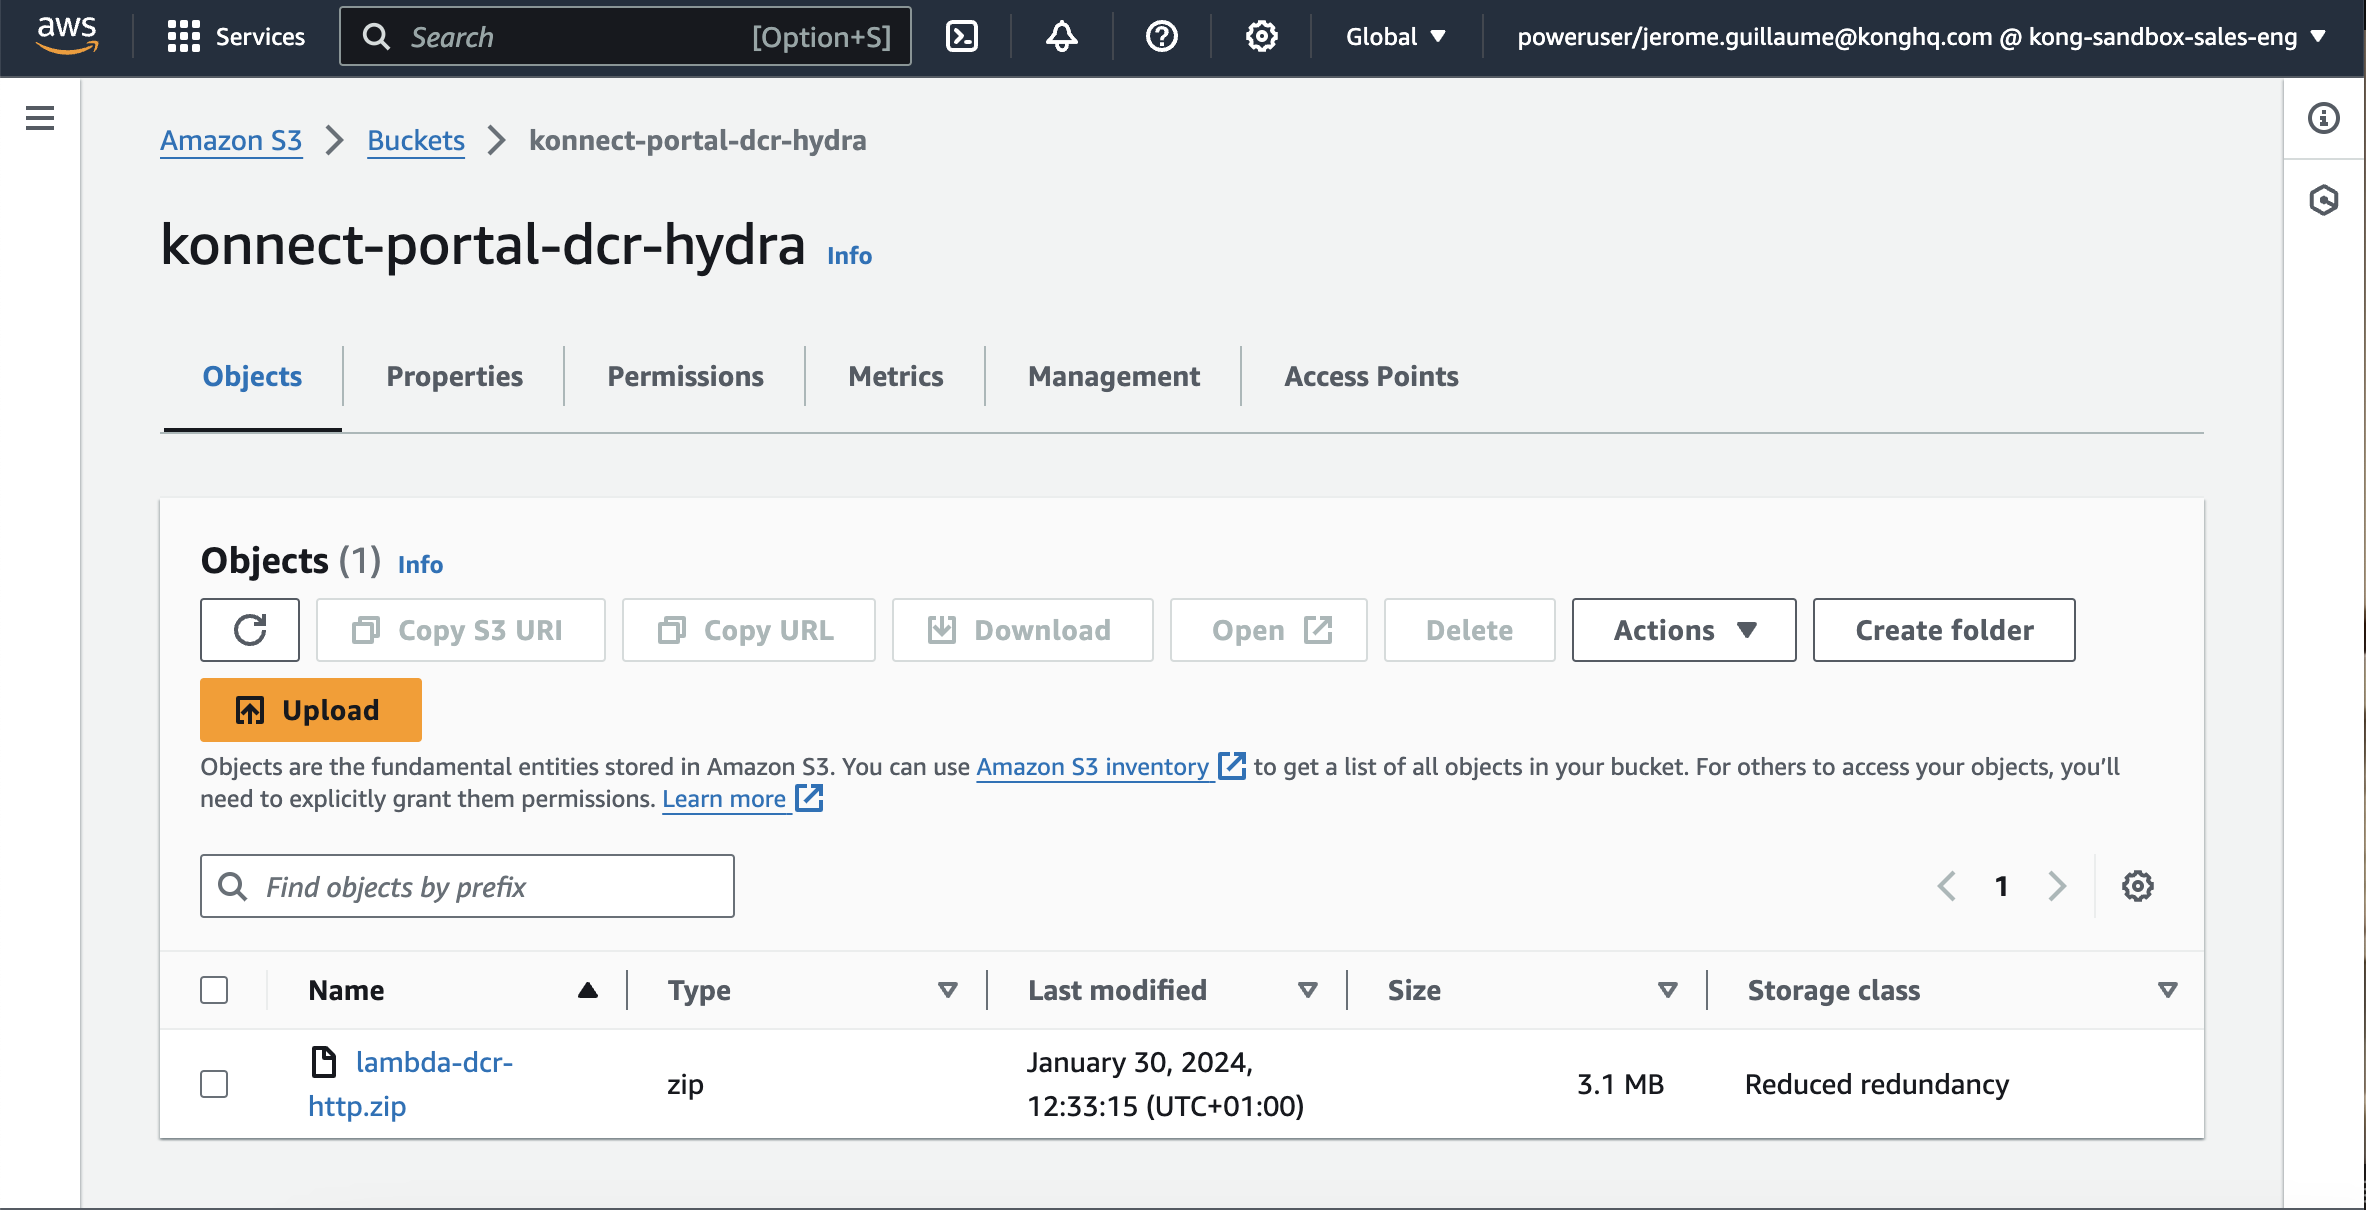 aws Services Search [Option+S] Global poweruser/jerome.guillaume@konghq.com @ kong-sandbox-sales-eng
Amazon S3 Buckets konnect-portal-dcr-hydra
konnect-portal-dcr-hydra Info
Objects Properties Permissions Metrics Management Access Points
Objects (1) Info
Copy S3 URI Copy URL Download Open Delete Actions Create folder
Upload
Objects are the fundamental entities stored in Amazon S3. You can use Amazon S3 inventory to get a list of all objects in your bucket. For others to access your objects, you’ll
need to explicitly grant them permissions. Learn more
Find objects by prefix 1
Name Type Last modified Size Storage class
lambda-dcr-
http.zip
zip
January 30, 2024,
12:33:15 (UTC+01:00)
3.1 MB
Reduced redundancy